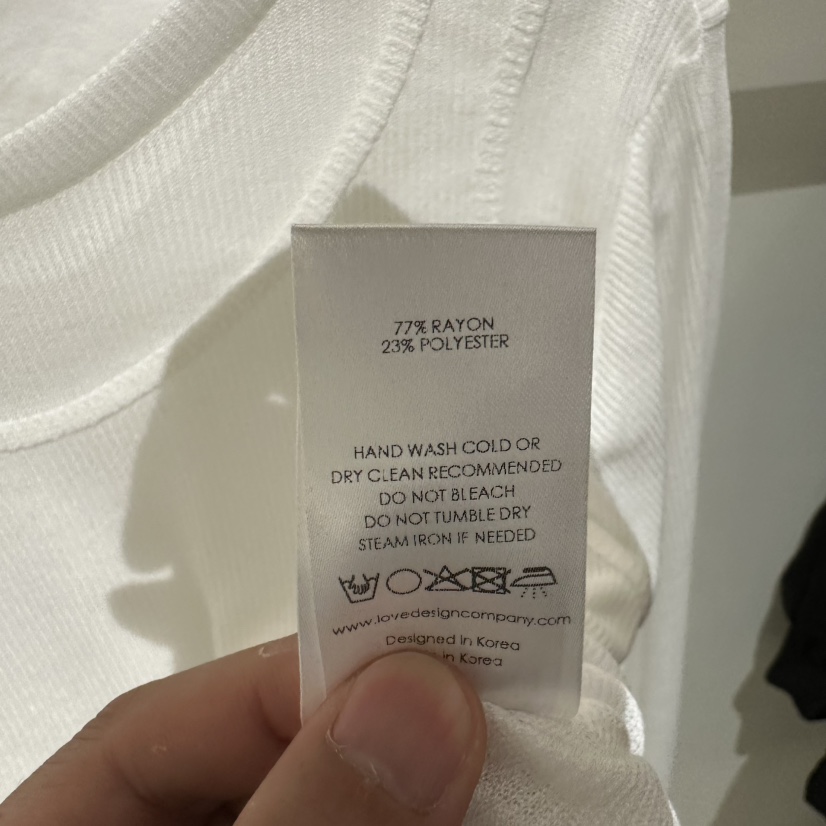 77% RAYON
23% POLYESTER
HAND WASH COLD OR
DRY CLEAN RECOMMENDED
DO NOT BLEACH
DO NOT TUMBLE DRY
STEAM IRON IF NEEDED
www.lovedesigncompany.com
Designed in Korea
in Korea